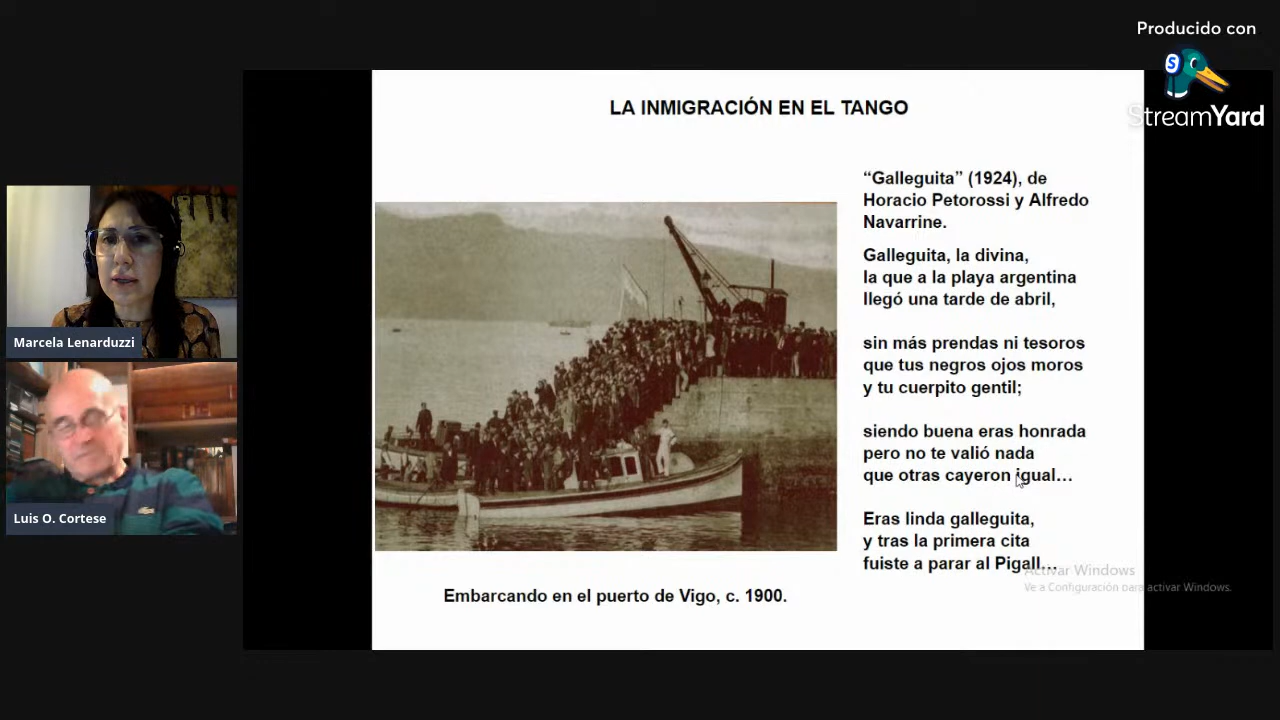 Producido con
StreamYard
LA INMIGRACIÓN EN EL TANGO
“Galleguita” (1924), de
Horacio Petorossi y Alfredo
Navarrine.
Galleguita, la divina,
la que a la playa argentina
llegó una tarde de abril,
sin más prendas ni tesoros
que tus negros ojos moros
y tu cuerpito gentil;
siendo buena eras honrada
pero no te valió nada
que otras cayeron igual…
Eras linda galleguita,
y tras la primera cita
fuiste a parar al Pigall…
Embarcando en el puerto de Vigo, c. 1900.
Marcela Lenarduzzi
Luis O. Cortese
Activar Windows
Ve a Configuración para activar Windows.